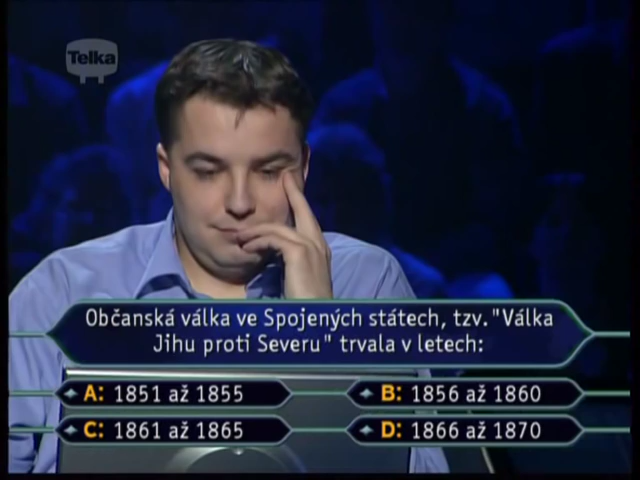 Telka
Občanská válka ve Spojených státech, tzv."Válka
Jihu proti Severu" trvala v letech:
A: 1851 až 1855
B: 1856 až 1860
C: 1861 až 1865
D: 1866 až 1870